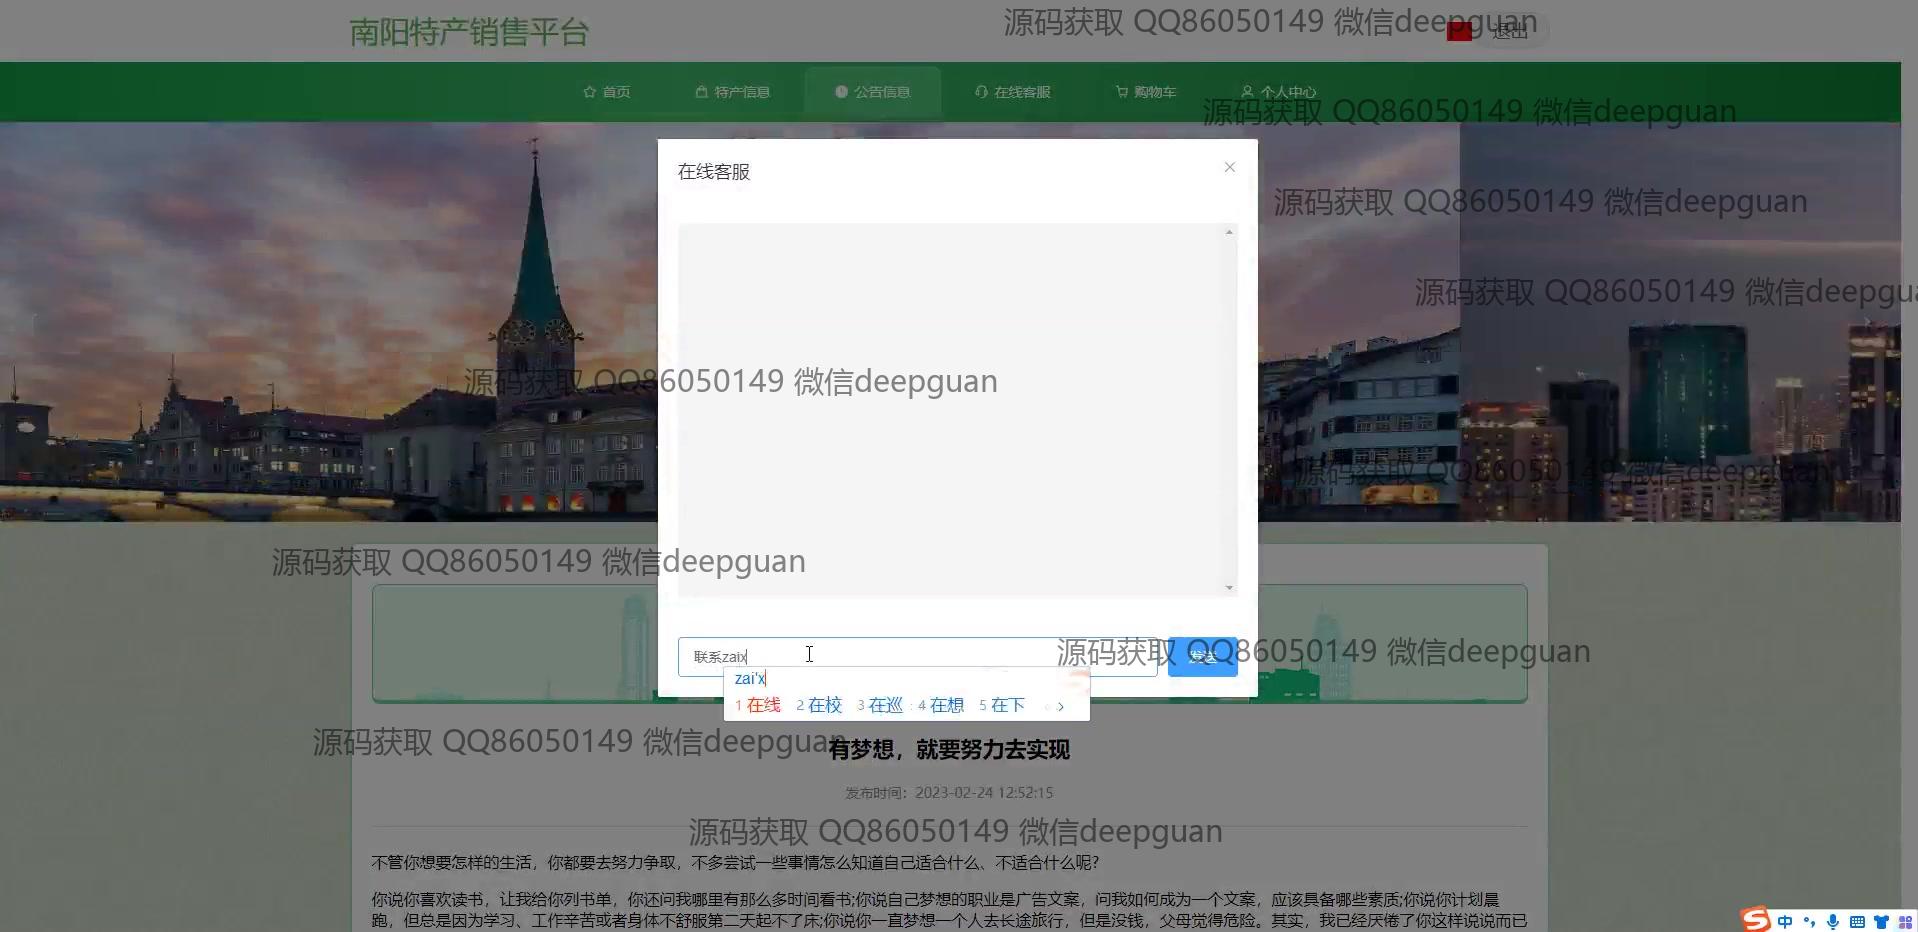 南阳特产销售平台
源码获取 QQ86050149 微信deepguan
退出
首页 特产信息 公告信息 在线客服 购物车 个人中心
源码获取 QQ86050149 微信deepguan
在线客服
源码获取 QQ86050149 微信deepguan
源码获取 QQ86050149 微信deepgua
源码获取 QQ86050149 微信deepguan
源码获取 QQ86050149 微信deepguan
源码获取 QQ86050149 微信deepguan
联系zaix
发送
源码获取 QQ86050149 微信deepguan
zai'x
1 在线 2 在校 3 在巡 4 在想 5 在下
源码获取 QQ86050149 微信deepguan
有梦想，就要努力去实现
发布时间：2023-02-24 12:52:15
源码获取 QQ86050149 微信deepguan
不管你想要怎样的生活，你都要去努力争取，不多尝试一些事情怎么知道自己适合什么、不适合什么呢?
你说你喜欢读书，让我给你列书单，你还问我哪里有那么多时间看书;你说自己梦想的职业是广告文案，问我如何成为一个文案，应该具备哪些素质;你说你计划晨
跑，但总是因为学习、工作辛苦或者身体不舒服第二天起不了床;你说你一直梦想一个人去长途旅行，但是没钱，父母觉得危险。其实，我已经厌倦了你这样说说而已
中